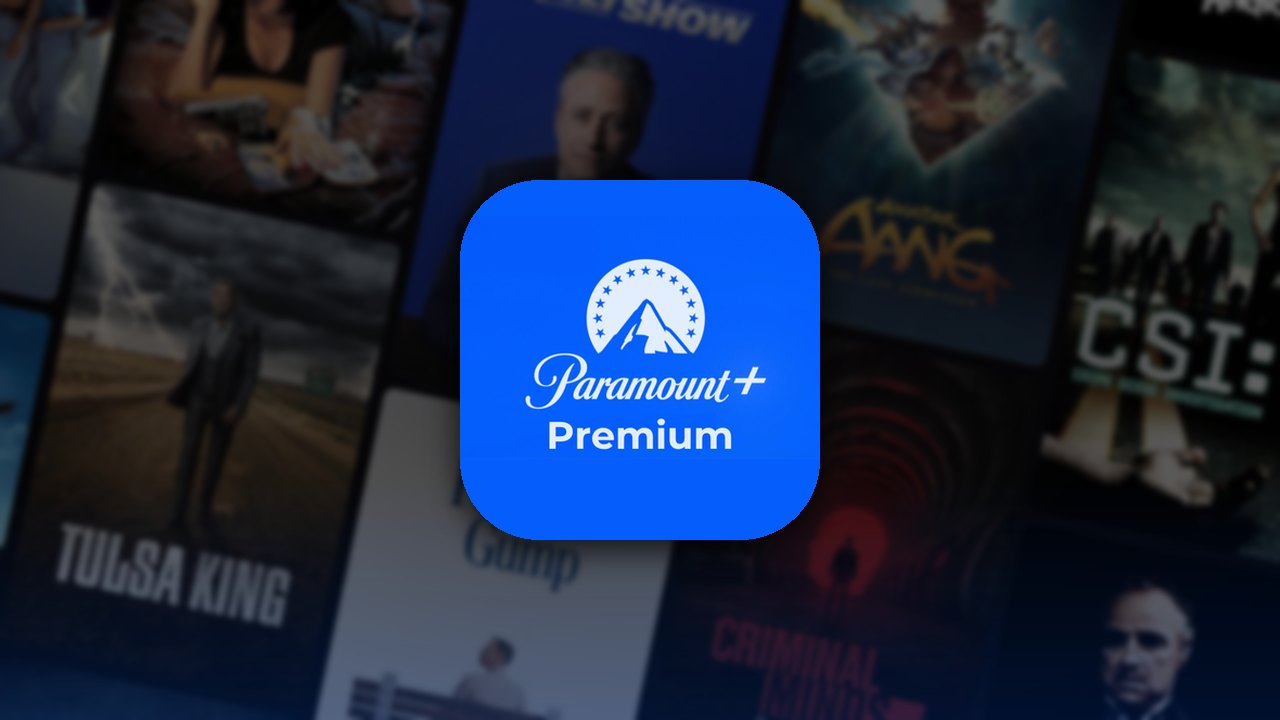 SHOW
AANG
CSI:
Paramount+
Premium
TULSA KING
Gump
CRIMINAL
MINDS